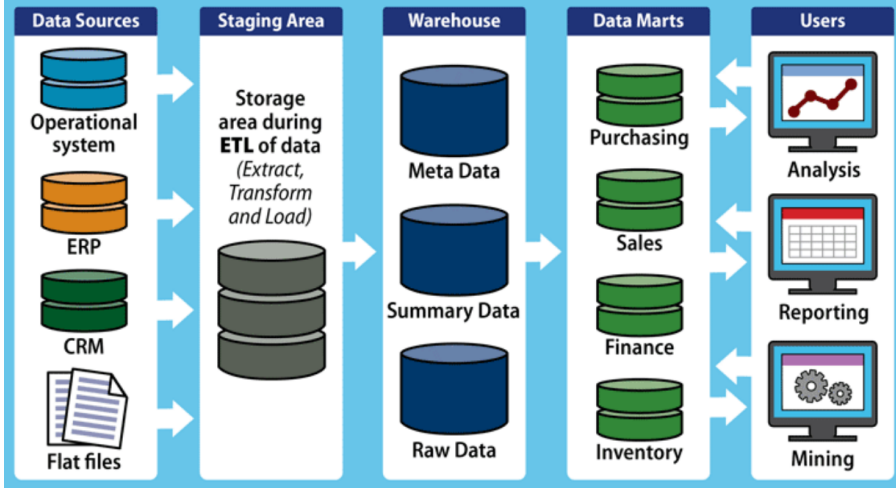 Data Sources
Operational
system
ERP
CRM
Flat files
Staging Area
Storage
area during
ETL of data
(Extract,
Transform
and Load)
Warehouse
Meta Data
Summary Data
Raw Data
Data Marts
Purchasing
Sales
Finance
Inventory
Users
Analysis
Reporting
Mining